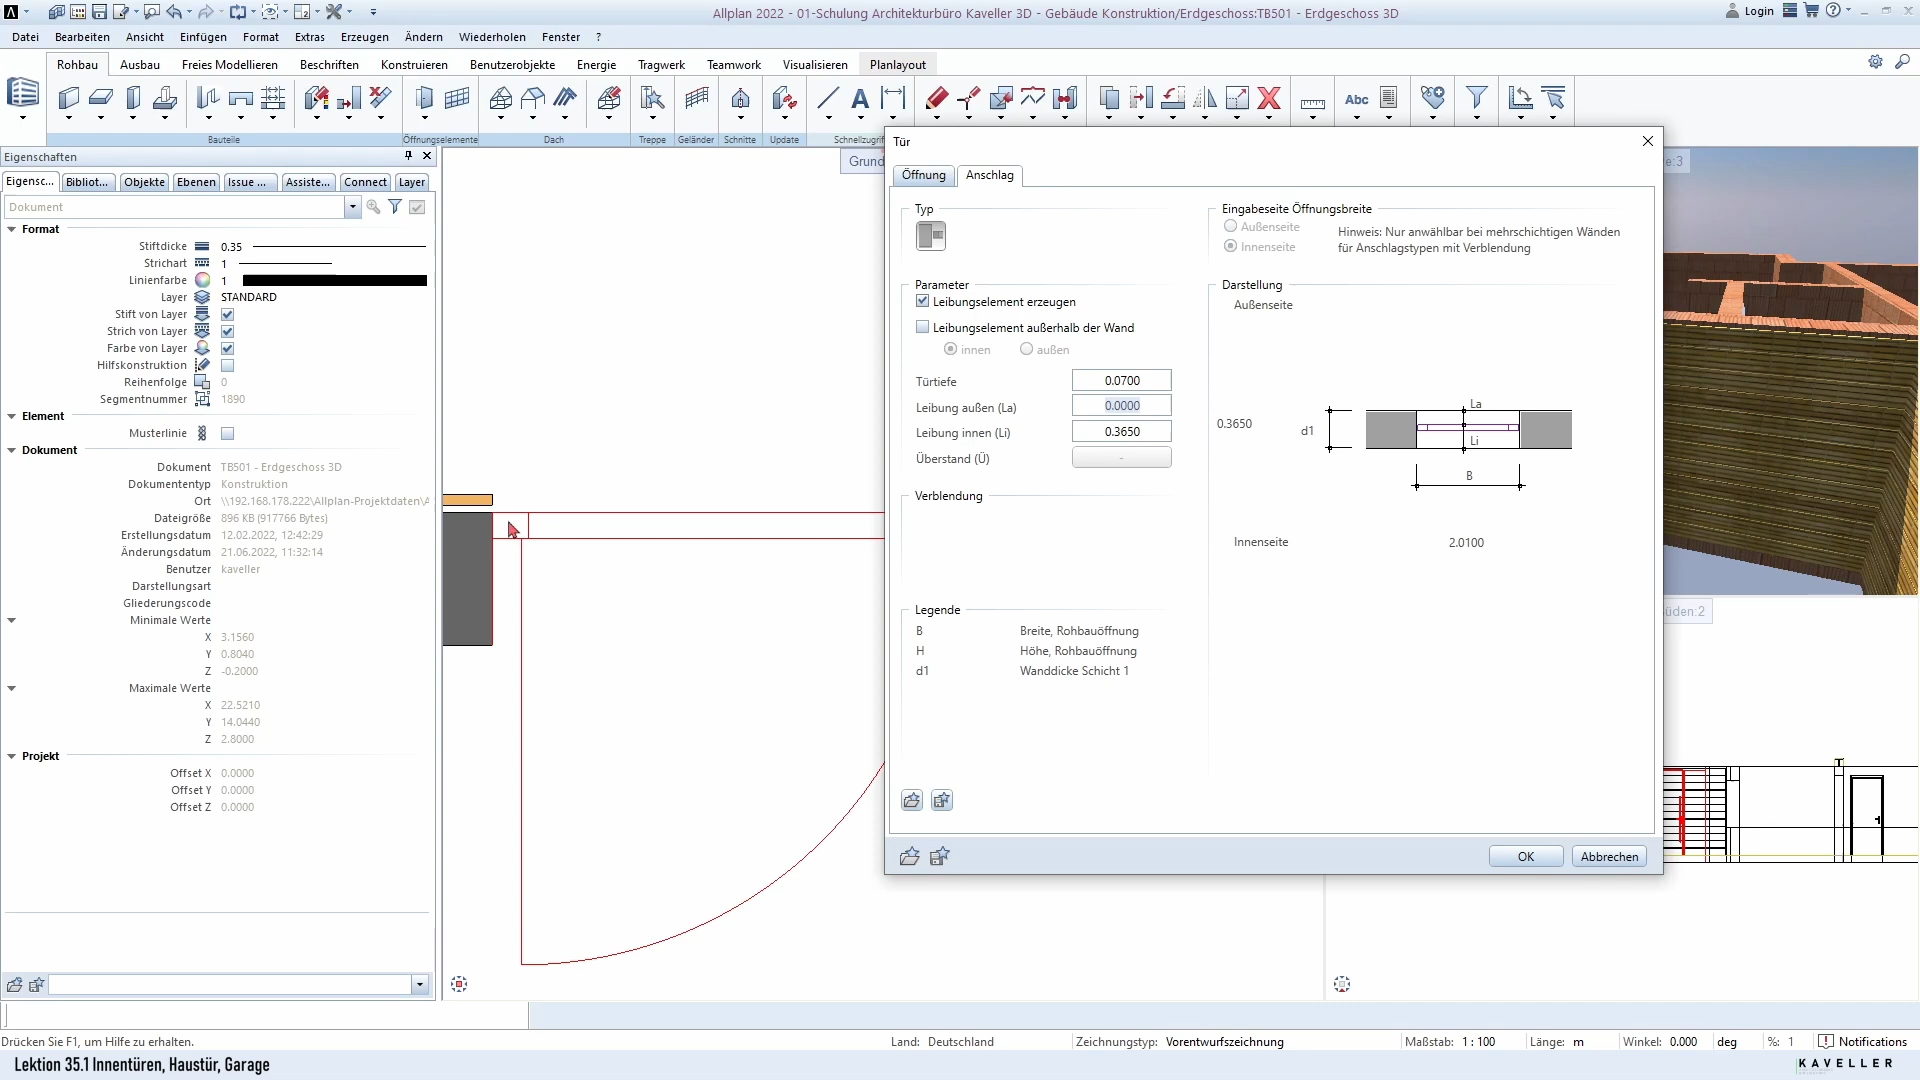 Allplan 2022 - 01-Schulung Architekturbüro Kaveller 3D - Gebäude Konstruktion/Erdgeschoss:TB501 - Erdgeschoss 3D
Login
Datei Bearbeiten Ansicht Einfügen Format Extras Erzeugen Ändern Wiederholen Fenster ?
Rohbau Ausbau Freies Modellieren Beschriften Konstruieren Benutzerobjekte Energie Tragwerk Teamwork Visualisieren Planlayout
Abc
Bauteile Öffnungselemente Dach Treppe Geländer Schnitte Update Schnellzugrif
Eigenschaften
Eigensc... Bibliot... Objekte Ebenen Issue ... Assiste... Connect Layer
Dokument
Format
Stiftdicke 0.35
Strichart 1
Linienfarbe 1
Layer STANDARD
Stift von Layer
Strich von Layer
Farbe von Layer
Hilfskonstruktion
Reihenfolge 0
Segmentnummer 1890
Element
Musterlinie
Dokument
Dokument TB501 - Erdgeschoss 3D
Dokumententyp Konstruktion
Ort \\192.168.178.222\Allplan-Projektdaten\A
Dateigröße 896 KB (917766 Bytes)
Erstellungsdatum 12.02.2022, 12:42:29
Änderungsdatum 21.06.2022, 11:32:14
Benutzer kaveller
Darstellungsart
Gliederungscode
Minimale Werte
X 3.1560
Y 0.8040
Z -0.2000
Maximale Werte
X 22.5210
Y 14.0440
Z 2.8000
Projekt
Offset X 0.0000
Offset Y 0.0000
Offset Z 0.0000
Grund
e:3
üden:2
Tür
Öffnung Anschlag
Typ
Parameter
Leibungselement erzeugen
Leibungselement außerhalb der Wand
innen außen
Türtiefe 0.0700
Leibung außen (La) 0.0000
Leibung innen (Li) 0.3650
Überstand (Ü) -
Verblendung
Legende
B Breite, Rohbauöffnung
H Höhe, Rohbauöffnung
d1 Wanddicke Schicht 1
Eingabeseite Öffnungsbreite
Außenseite
Innenseite
Hinweis: Nur anwählbar bei mehrschichtigen Wänden
für Anschlagstypen mit Verblendung
Darstellung
Außenseite
La
0.3650 d1
Li
B
Innenseite 2.0100
OK Abbrechen
Drücken Sie F1, um Hilfe zu erhalten.
Land: Deutschland Zeichnungstyp: Vorentwurfszeichnung Maßstab: 1 : 100 Länge: m Winkel: 0.000 deg %: 1 Notifications
Lektion 35.1 Innentüren, Haustür, Garage
KAVELLER